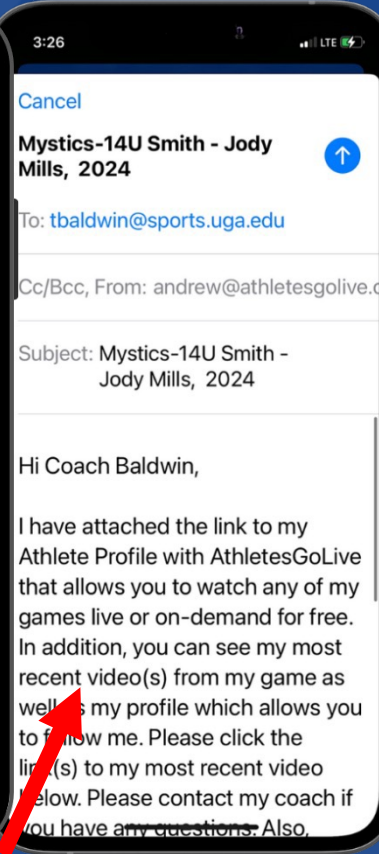 3:26
LTE
Cancel
Mystics-14U Smith - Jody
Mills, 2024
To: tbaldwin@sports.uga.edu
Cc/Bcc, From: andrew@athletesgolive.c
Subject: Mystics-14U Smith -
Jody Mills, 2024
Hi Coach Baldwin,
I have attached the link to my
Athlete Profile with AthletesGoLive
that allows you to watch any of my
games live or on-demand for free.
In addition, you can see my most
recent video(s) from my game as
well as my profile which allows you
to follow me. Please click the
link(s) to my most recent video
below. Please contact my coach if
you have any questions. Also,